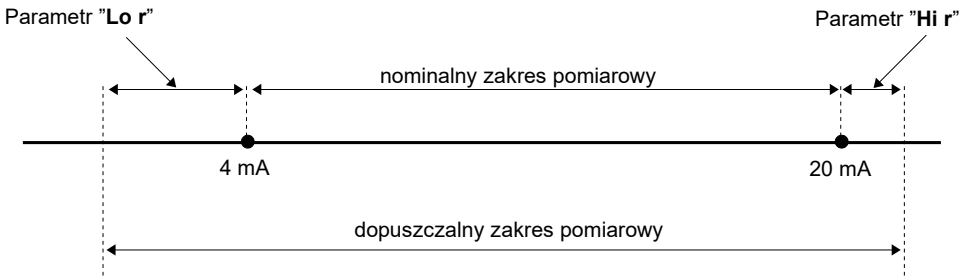 Parametr ”Lo r”
Parametr ”Hi r”
nominalny zakres pomiarowy
4 mA
20 mA
dopuszczalny zakres pomiarowy